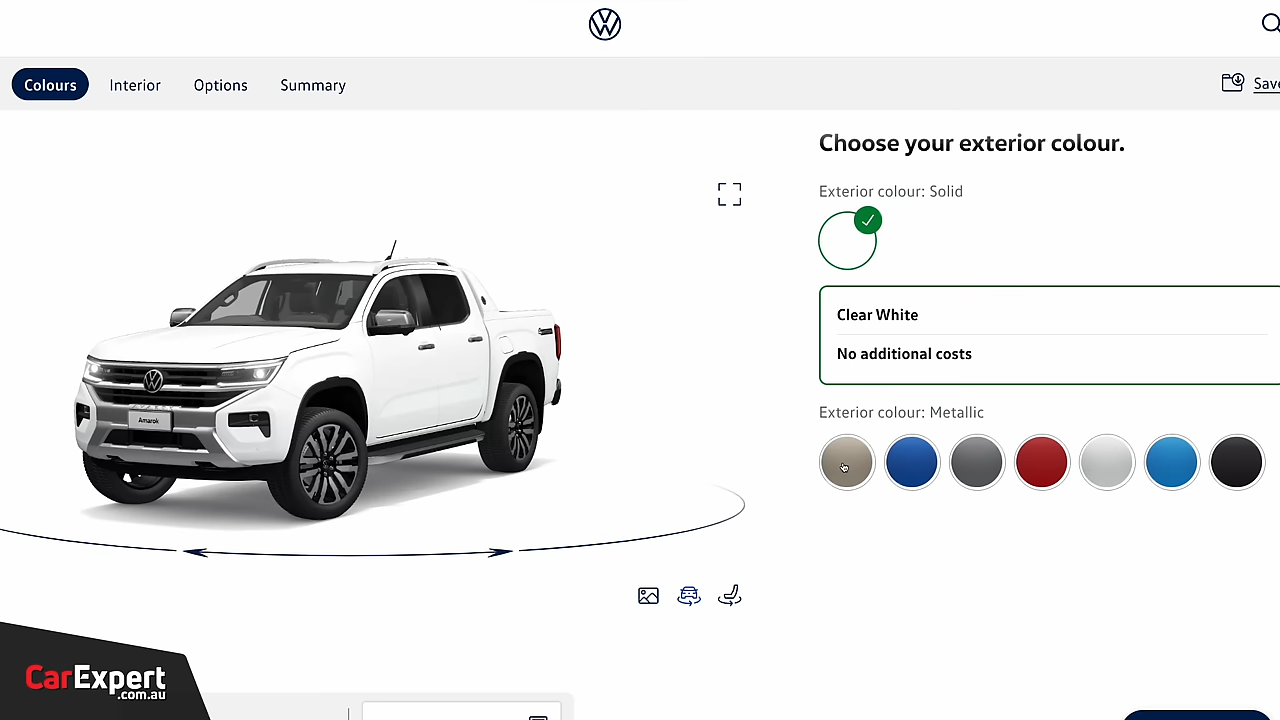 Colours
Interior
Options
Summary
Save
Choose your exterior colour.
Exterior colour: Solid
Clear White
No additional costs
Exterior colour: Metallic
Amarok
CarExpert
.com.au